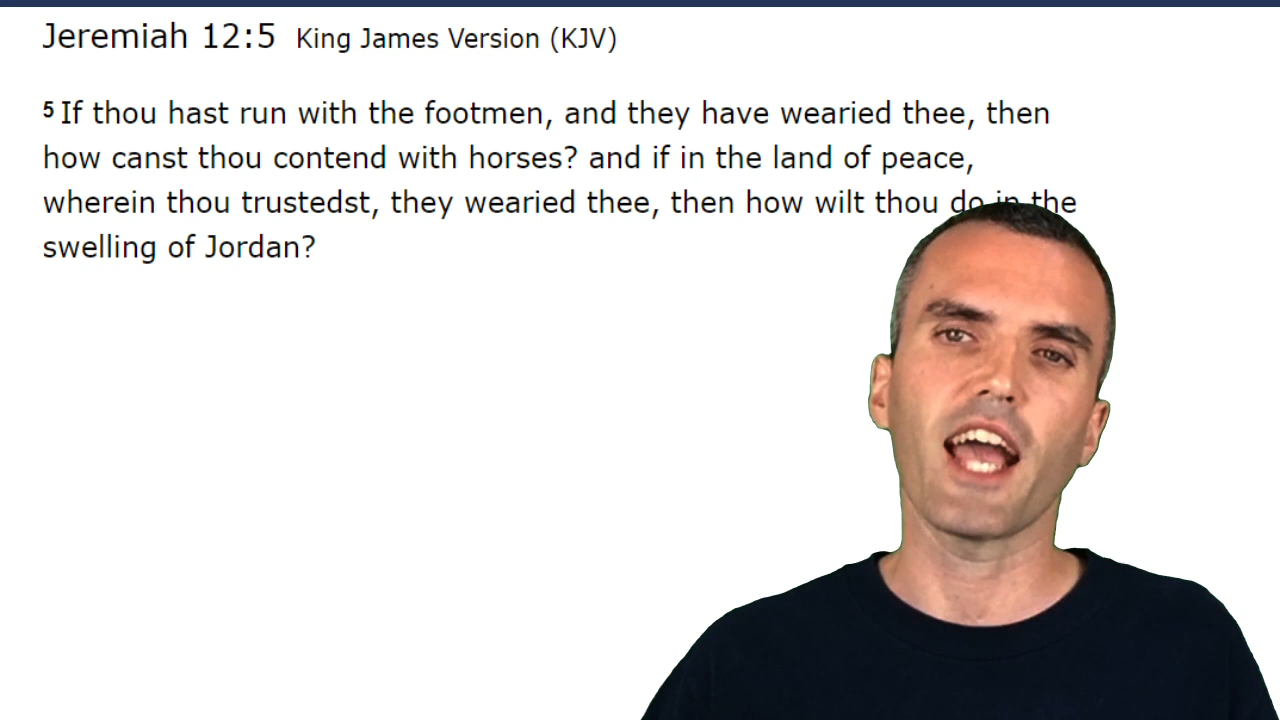 Jeremiah 12:5 King James Version (KJV)
5 If thou hast run with the footmen, and they have wearied thee, then
how canst thou contend with horses? and if in the land of peace,
wherein thou trustedst, they wearied thee, then how wilt thou do in the
swelling of Jordan?